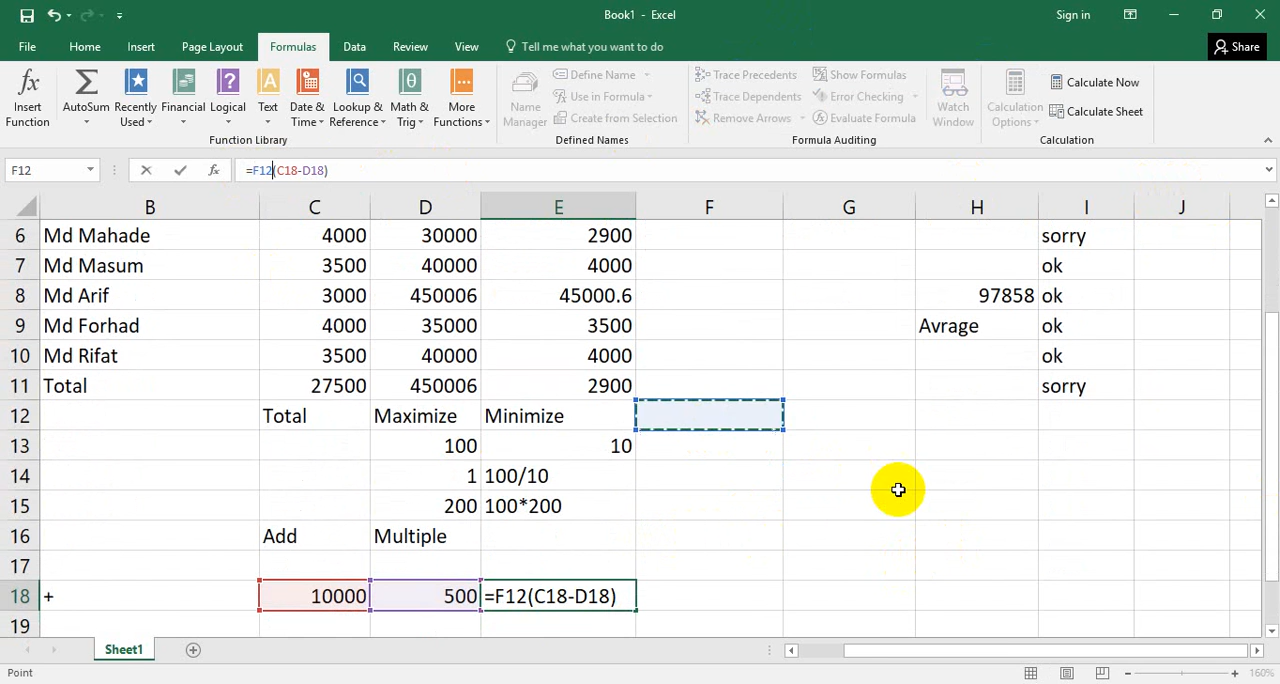 Book1 - Excel
Sign in
File Home Insert Page Layout Formulas Data Review View Tell me what you want to do
Share
Insert Function
AutoSum
Recently Used
Financial
Logical
Text
Date & Time
Lookup & Reference
Math & Trig
More Functions
Function Library
Name Manager
Define Name
Use in Formula
Create from Selection
Defined Names
Trace Precedents
Trace Dependents
Remove Arrows
Show Formulas
Error Checking
Evaluate Formula
Formula Auditing
Watch Window
Calculation Options
Calculate Now
Calculate Sheet
Calculation
F12 fx =F12(C18-D18)
B C D E F G H I J
6 Md Mahade 4000 30000 2900 sorry
7 Md Masum 3500 40000 4000 ok
8 Md Arif 3000 450006 45000.6 97858 ok
9 Md Forhad 4000 35000 3500 Avrage ok
10 Md Rifat 3500 40000 4000 ok
11 Total 27500 450006 2900 sorry
12 Total Maximize Minimize
13 100 10
14 1 100/10
15 200 100*200
16 Add Multiple
17
18 + 10000 500 =F12(C18-D18)
19
Sheet1
Point
160%